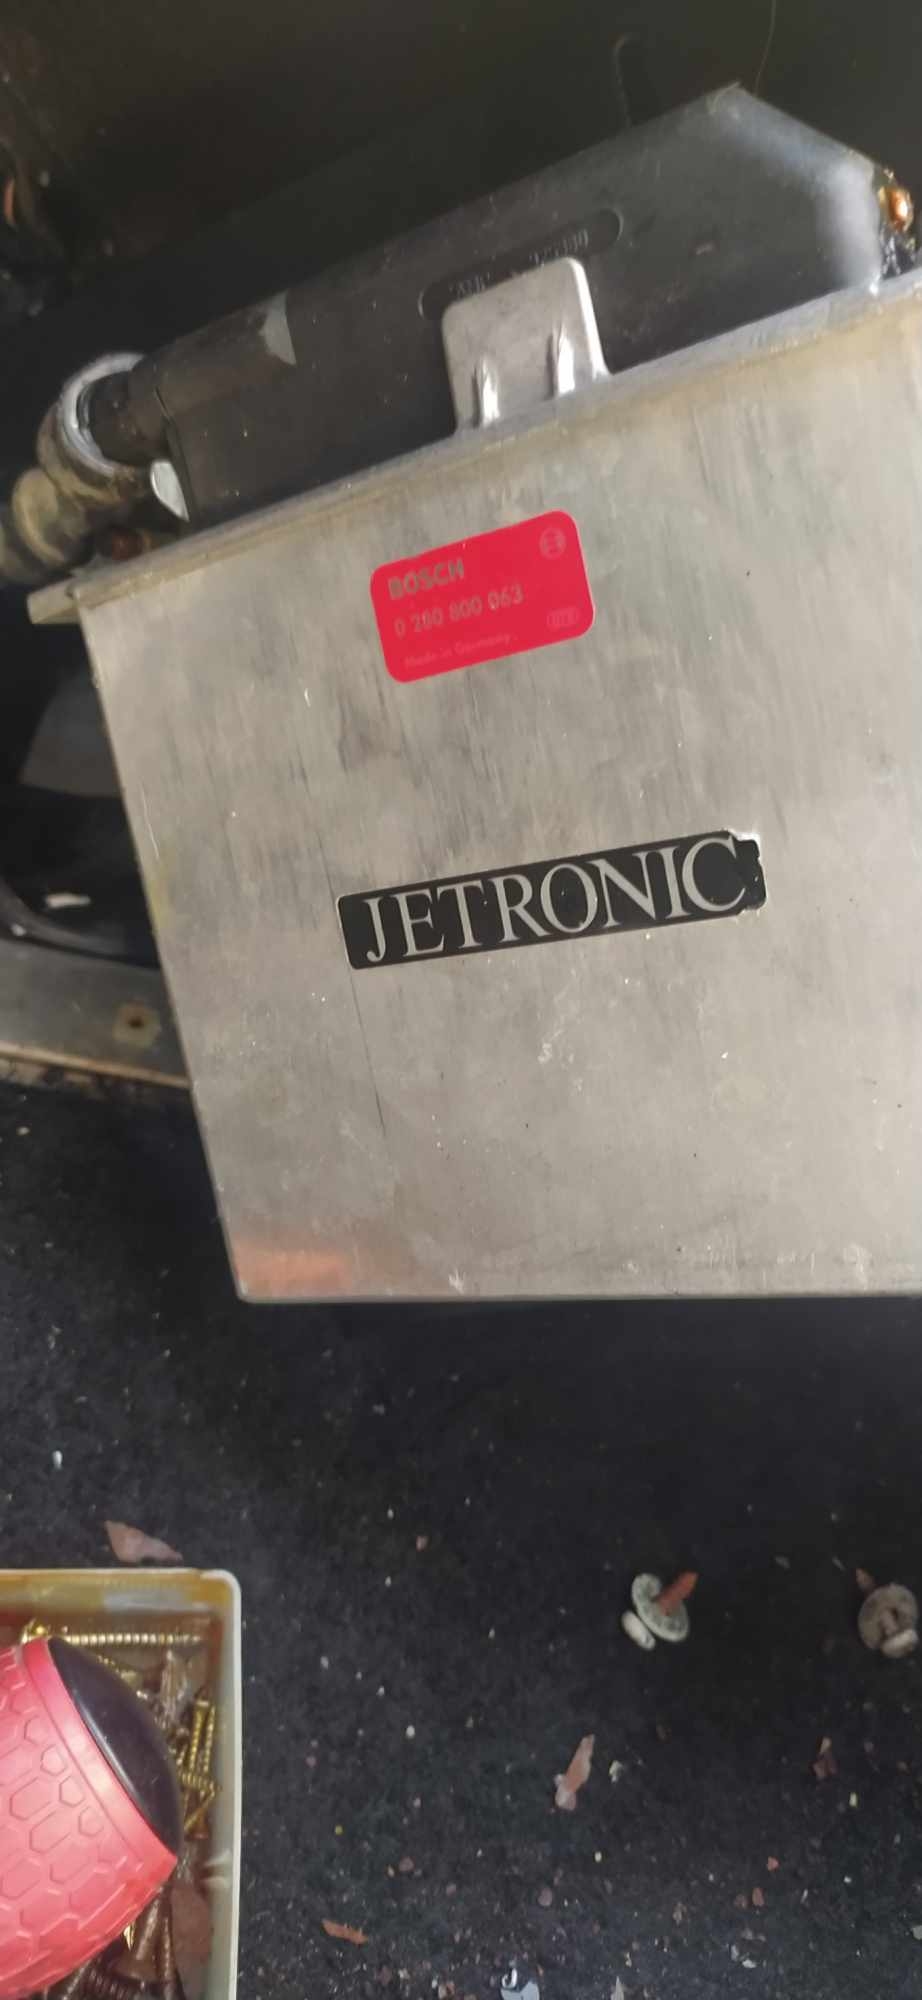 BOSCH
0 280 800 063
Made in Germany
JETRONIC